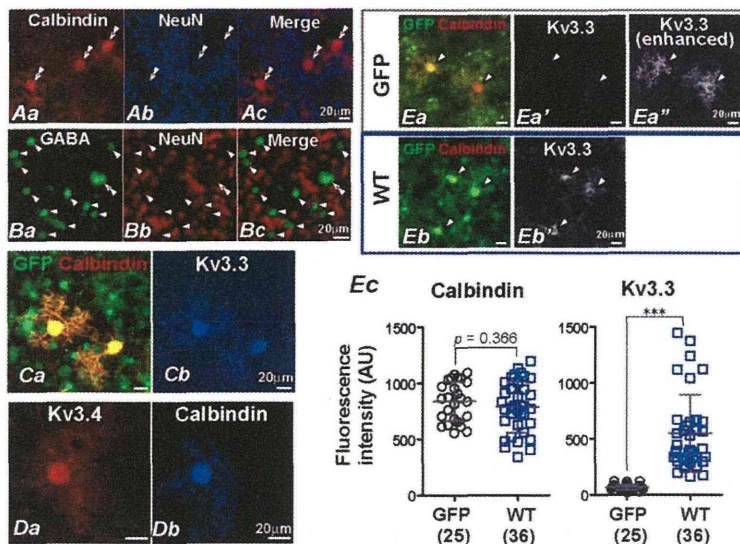 Calbindin NeuN Merge
Aa Ab Ac 20μm
GABA NeuN Merge
Ba Bb Bc 20μm
GFP Calbindin Kv3.3
Ca Cb 20μm
Kv3.4 Calbindin
Da Db 20μm
GFP
GFP Calbindin Kv3.3 Kv3.3
(enhanced)
Ea Ea' Ea" 20μm
WT
GFP Calbindin Kv3.3
Eb Eb' 20μm
Ec
Calbindin Kv3.3
Fluorescence
intensity (AU)
1500
1000
500
0
p = 0.366
GFP WT
(25) (36)
1500
1000
500
0
***
GFP WT
(25) (36)